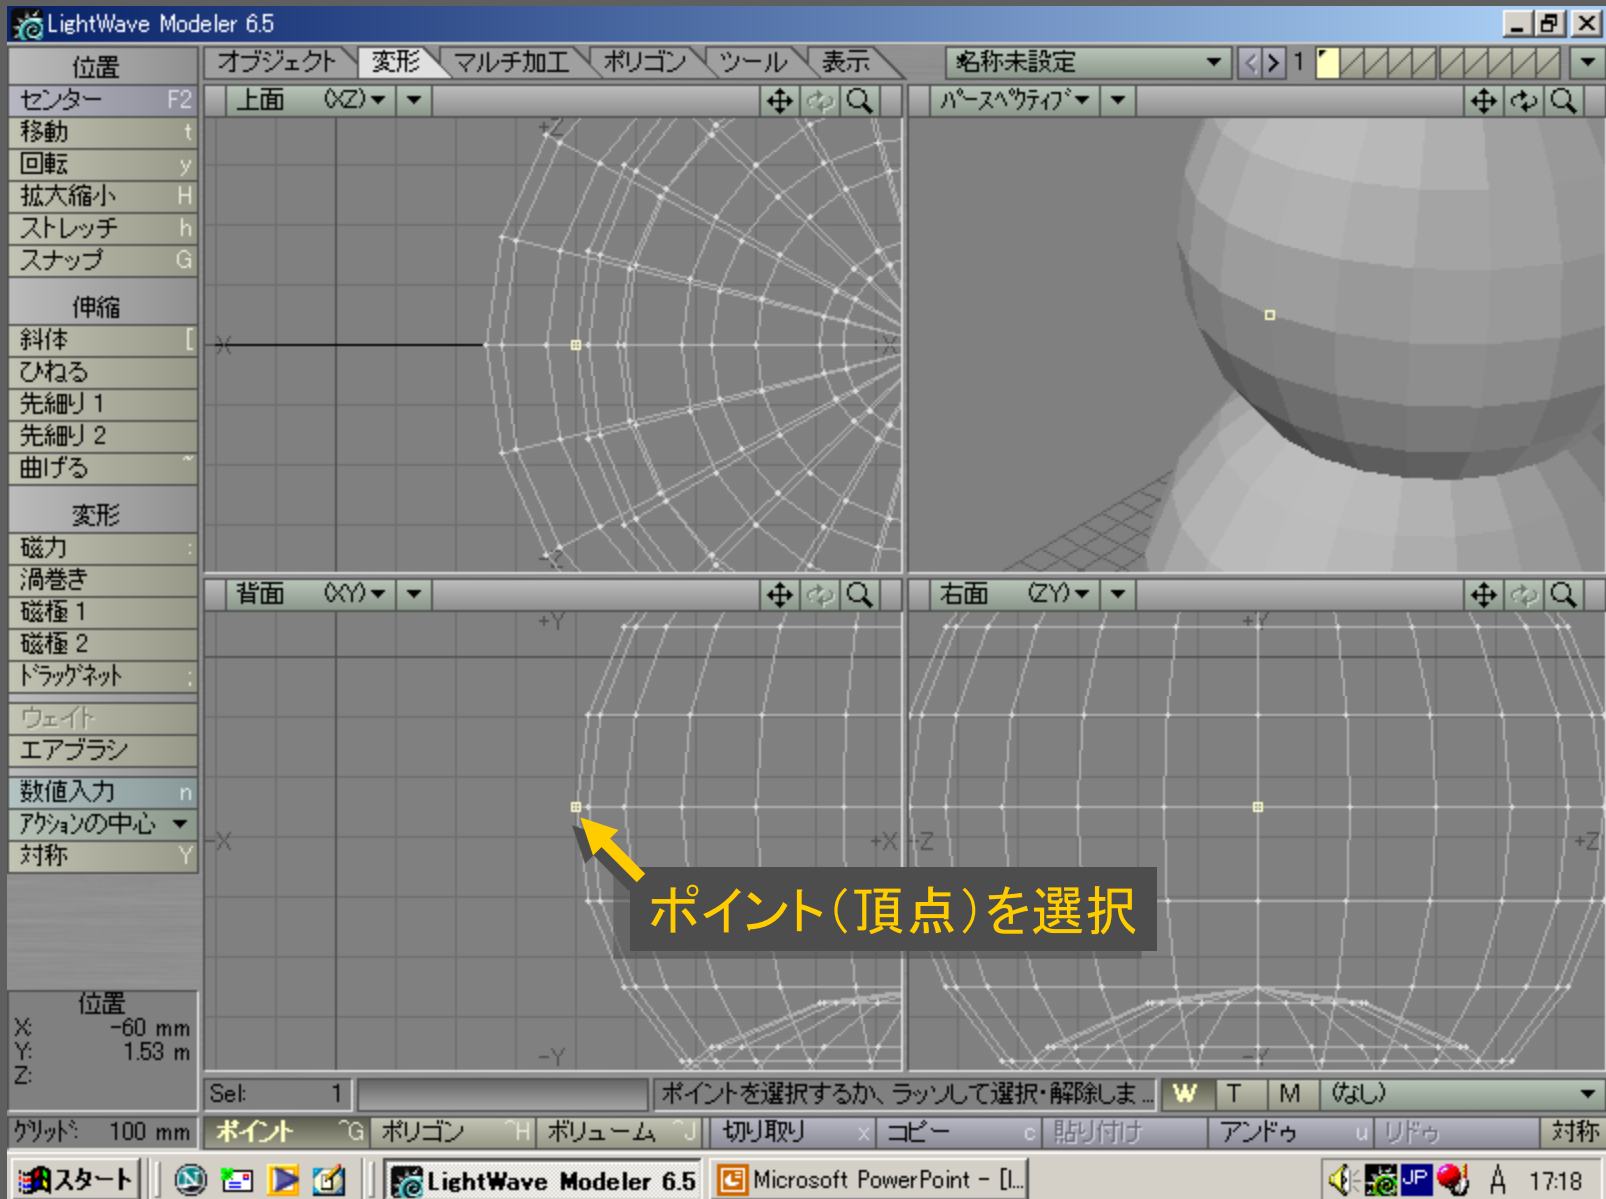 LightWave Modeler 6.5
位置
オブジェクト 変形 マルチ加工 ポリゴン ツール 表示 名称未設定 < > 1
センター F2
上面 (XZ)
パースペクティブ
移動 t
回転 y
拡大縮小 H
ストレッチ h
スナップ G
伸縮
斜体 [
ひねる
先細り 1
先細り 2
曲げる ~
変形
磁力 :
渦巻き
磁極 1
磁極 2
ドラッグネット ;
ウェイト
エアブラシ
数値入力 n
アクションの中心
対称 Y
+Z
-X
-Z
背面 (XY)
右面 (ZY)
+Y
+Y
-X
+X
-Z
+Z
ポイント(頂点)を選択
-Y
-Y
位置
X: -60 mm
Y: 1.53 m
Z:
Sel: 1
ポイントを選択するか、ラッソして選択・解除しま ...
W T M (なし)
グリッド: 100 mm
ポイント ^G ポリゴン ^H ボリューム ^J 切り取り x コピー c 貼り付け アンドゥ u リドゥ 対称
スタート LightWave Modeler 6.5 Microsoft PowerPoint - [l... JP A 17:18